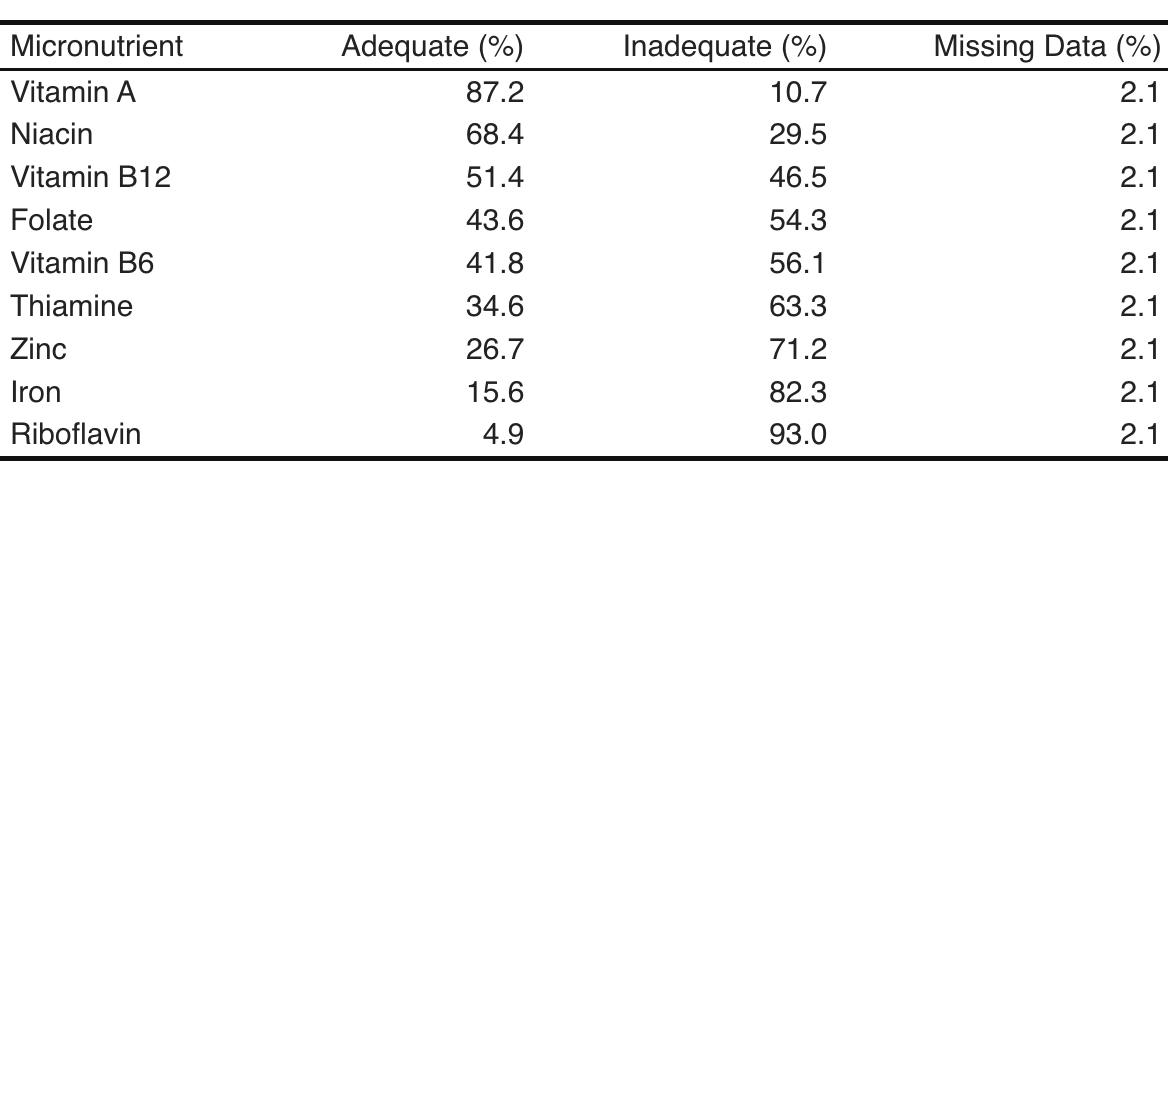 Micronutrient Adequate (%) Inadequate (%) Missing Data (%)
Vitamin A 87.2 10.7 2.1
Niacin 68.4 29.5 2.1
Vitamin B12 51.4 46.5 2.1
Folate 43.6 54.3 2.1
Vitamin B6 41.8 56.1 2.1
Thiamine 34.6 63.3 2.1
Zinc 26.7 71.2 2.1
Iron 15.6 82.3 2.1
Riboflavin 4.9 93.0 2.1